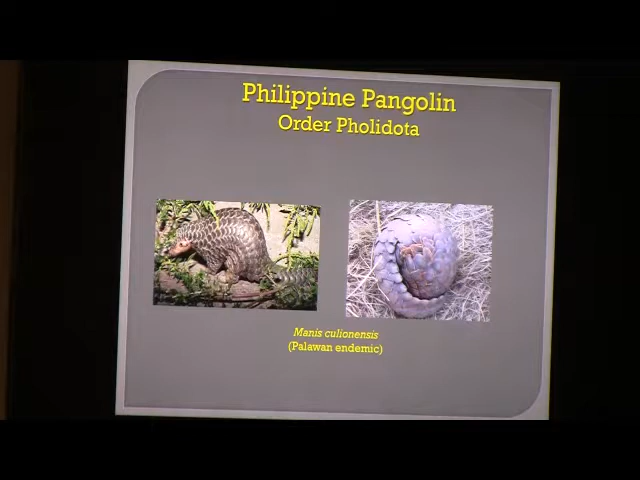 Philippine Pangolin
Order Pholidota
Manis culionensis
(Palawan endemic)